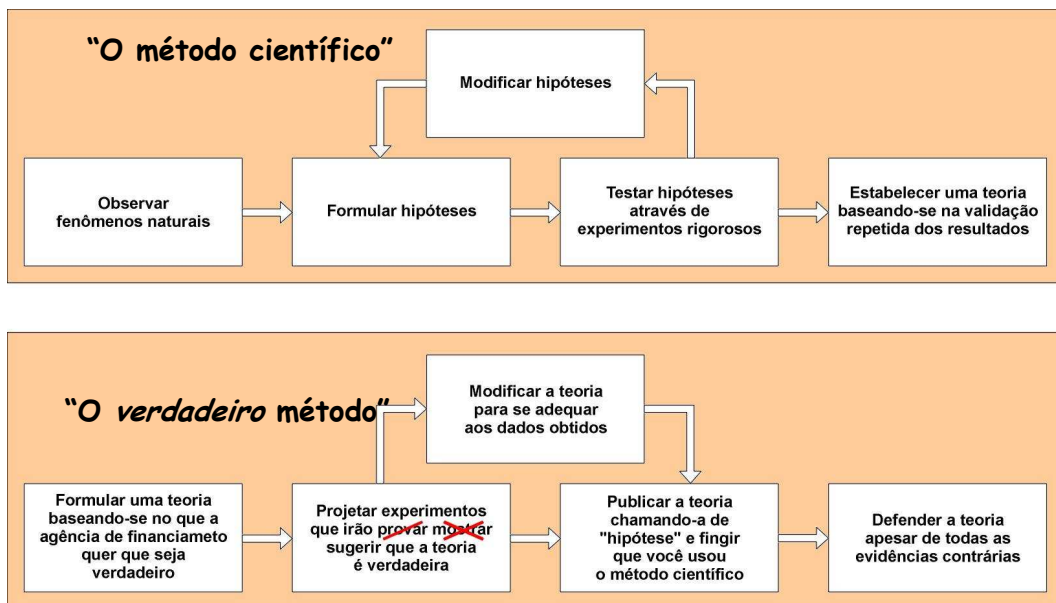 “O método científico”
Modificar hipóteses
Observar
fenômenos naturais
Formular hipóteses
Testar hipóteses
através de
experimentos rigorosos
Estabelecer uma teoria
baseando-se na validação
repetida dos resultados
“O verdadeiro método”
Modificar a teoria
para se adequar
aos dados obtidos
Formular uma teoria
baseando-se no que a
agência de financiameto
quer que seja
verdadeiro
Projetar experimentos
que irão provar mostrar
sugerir que a teoria
é verdadeira
Publicar a teoria
chamando-a de
"hipótese" e fingir
que você usou
o método científico
Defender a teoria
apesar de todas as
evidências contrárias